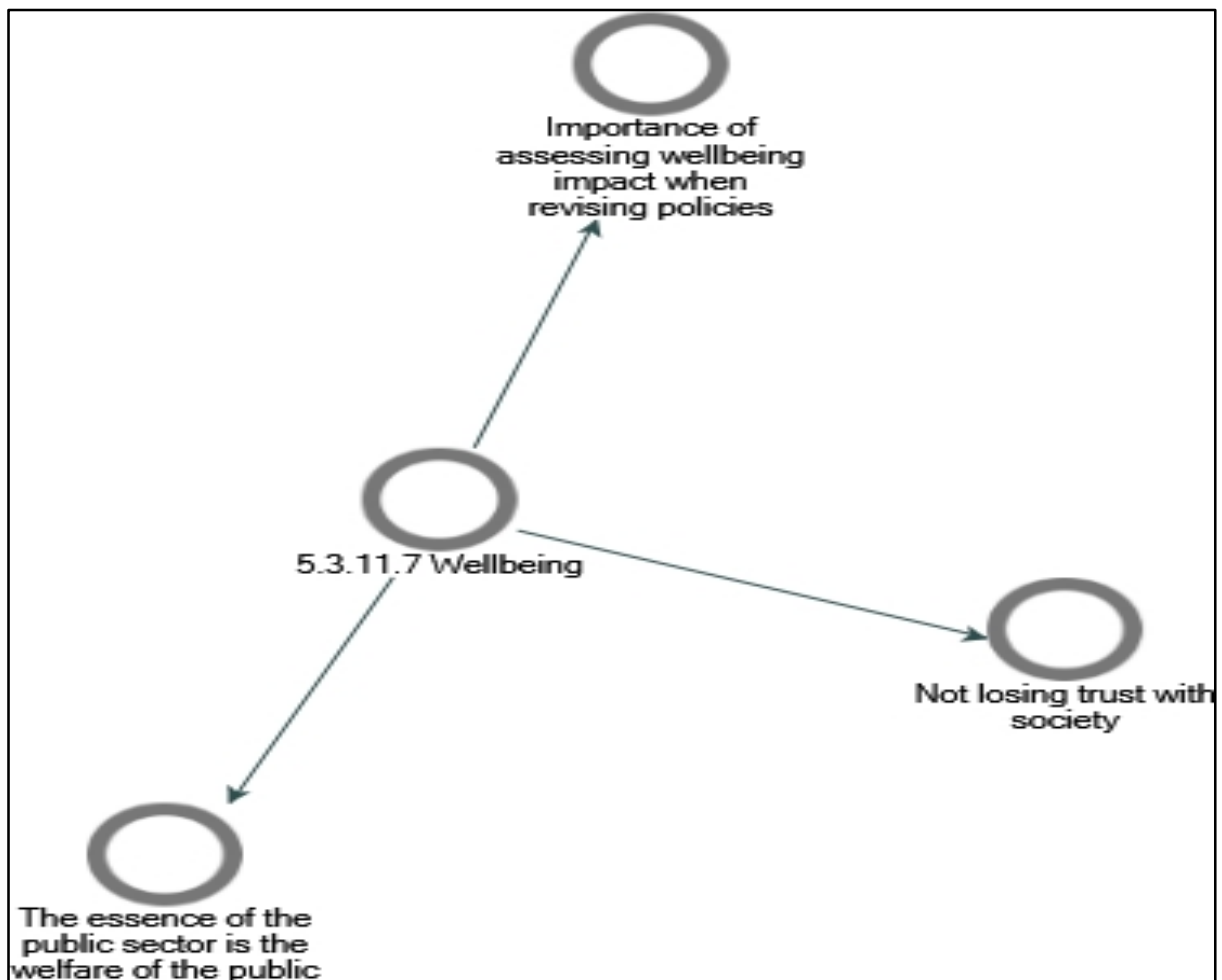 Importance of
assessing wellbeing
impact when
revising policies
5.3.11.7 Wellbeing
Not losing trust with
society
The essence of the
public sector is the
welfare of the public